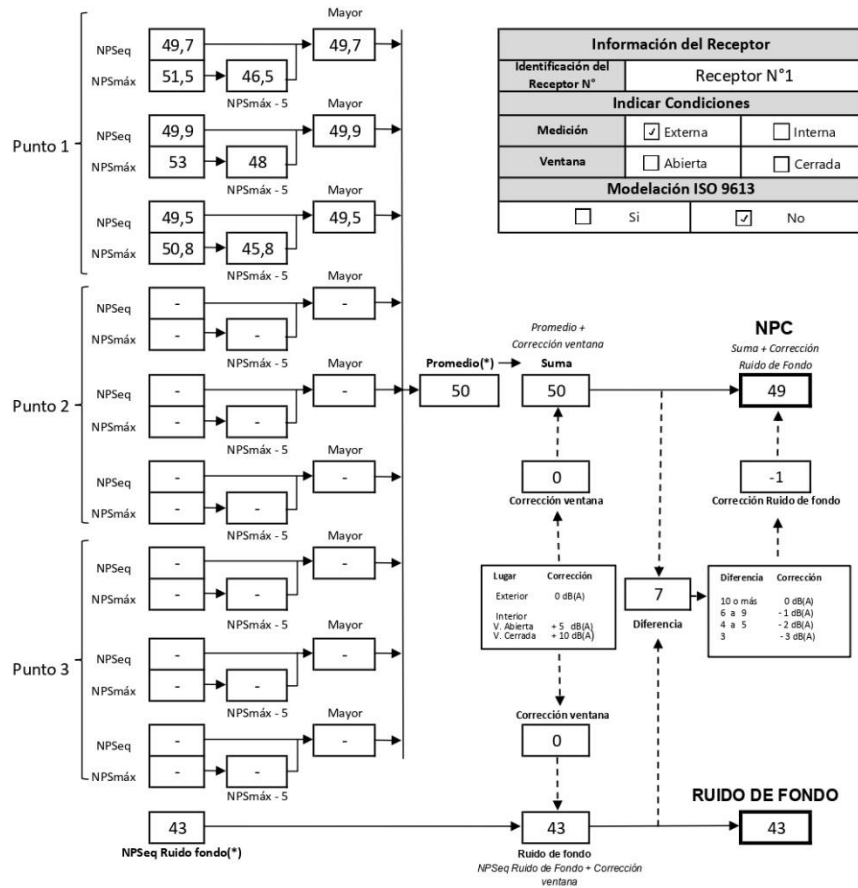 Mayor
NPSeq 49,7 49,7
NPSmáx 51,5 46,5
NPSmáx - 5
Mayor
Punto 1
NPSeq 49,9 49,9
NPSmáx 53 48
NPSmáx - 5
Mayor
NPSeq 49,5 49,5
NPSmáx 50,8 45,8
NPSmáx - 5
Información del Receptor
Identificación del Receptor N° Receptor N°1
Indicar Condiciones
Medición ✓ Externa Interna
Ventana Abierta Cerrada
Modelación ISO 9613
Si ✓ No
Mayor
NPSeq - -
NPSmáx - -
NPSmáx - 5
Mayor
Punto 2
NPSeq - -
NPSmáx - -
NPSmáx - 5
Mayor
NPSeq - -
NPSmáx - -
NPSmáx - 5
Mayor
NPSeq - -
NPSmáx - -
NPSmáx - 5
Mayor
Punto 3
NPSeq - -
NPSmáx - -
NPSmáx - 5
Mayor
NPSeq - -
NPSmáx - -
NPSmáx - 5
Promedio(*)
50
Promedio +
Corrección ventana
Suma
50
NPC
Suma + Corrección
Ruido de Fondo
49
0
Corrección ventana
-1
Corrección Ruido de fondo
Lugar Corrección
Exterior 0 dB(A)
Interior
V. Abierta + 5 dB(A)
V. Cerrada + 10 dB(A)
7
Diferencia
Diferencia Corrección
10 o más 0 dB(A)
6 a 9 - 1 dB(A)
4 a 5 - 2 dB(A)
3 - 3 dB(A)
Corrección ventana
0
43
NPSeq Ruido fondo(*)
43
Ruido de fondo
NPSeq Ruido de Fondo + Corrección
ventana
RUIDO DE FONDO
43